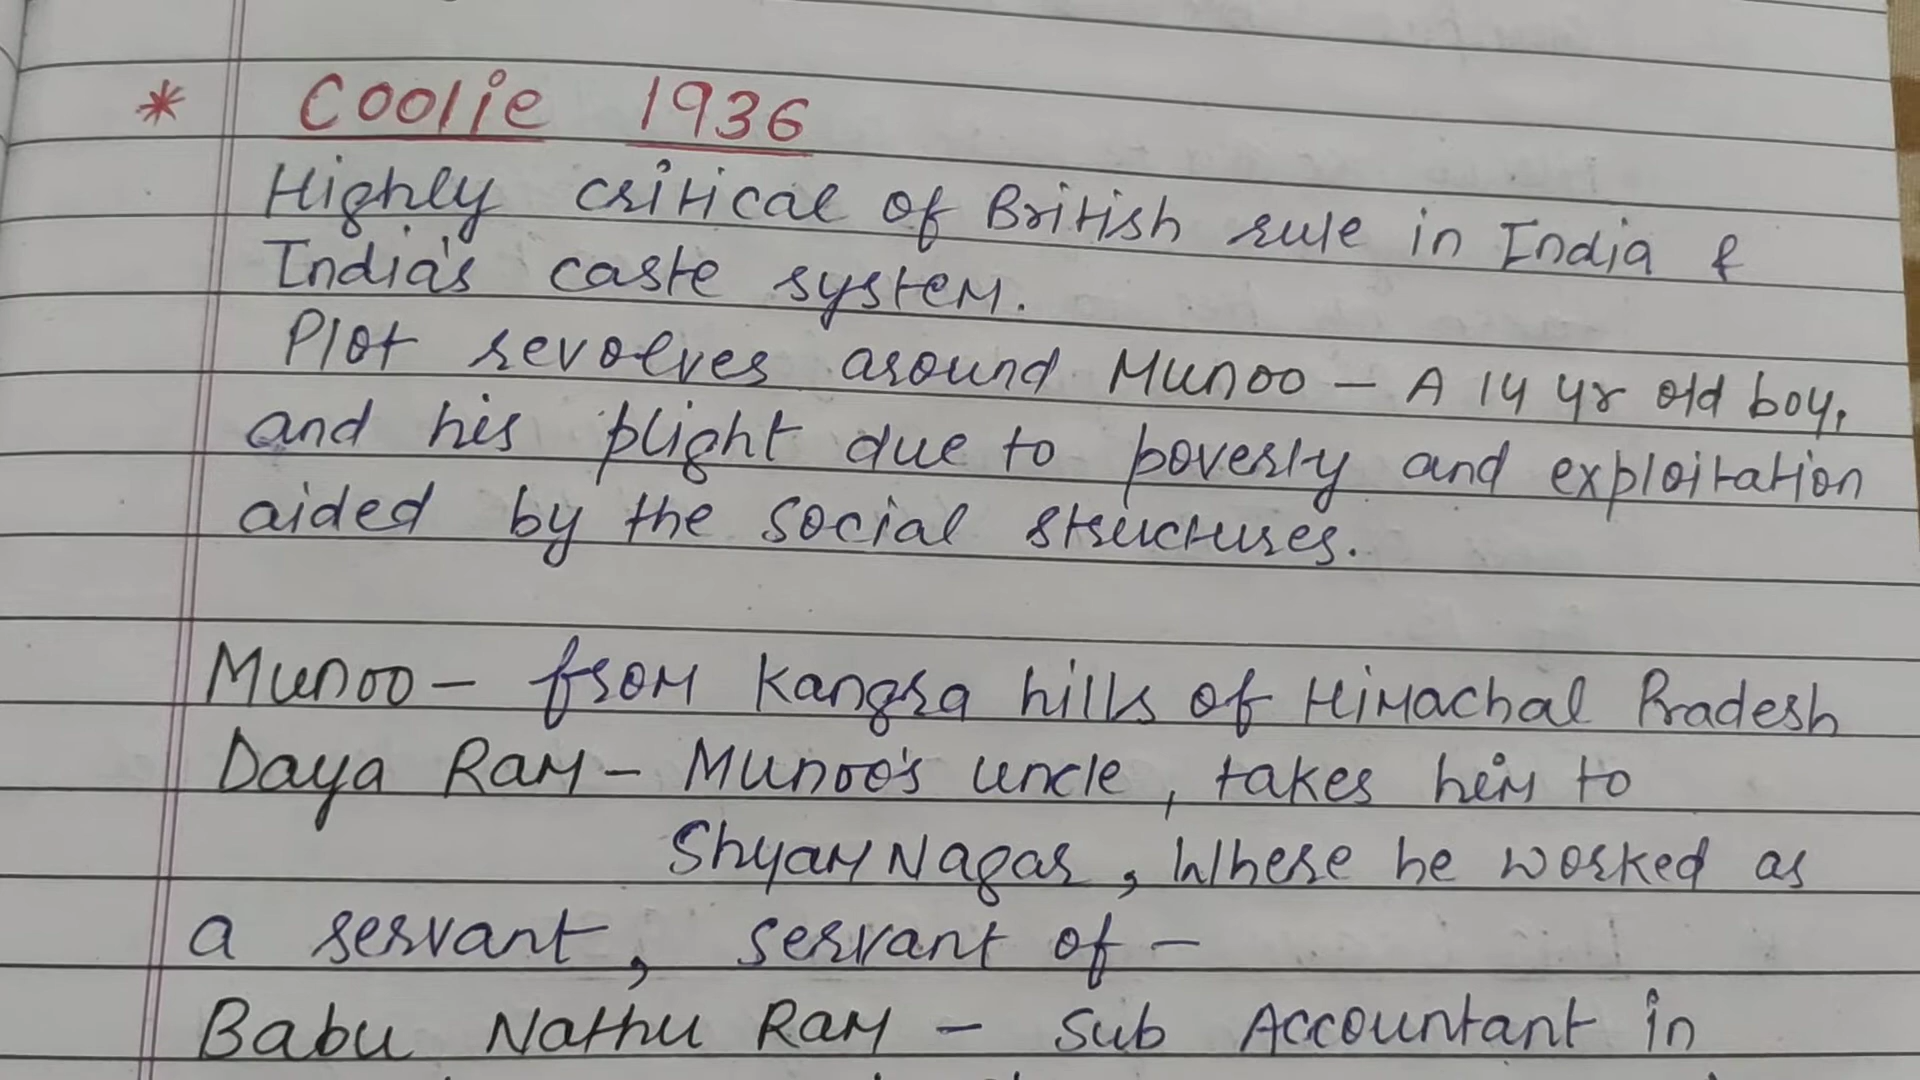 * Coolie 1936
Highly critical of British rule in India &
India's caste system.
Plot revolves around Munoo - A 14 yr old boy,
and his plight due to poverty and exploitation
aided by the social structures.
Munoo - from Kangra hills of Himachal Pradesh
Daya Ram - Munoo's uncle, takes him to
Shyam Nagar, where he worked as
a servant, servant of -
Babu Nathu Ram - Sub Accountant in